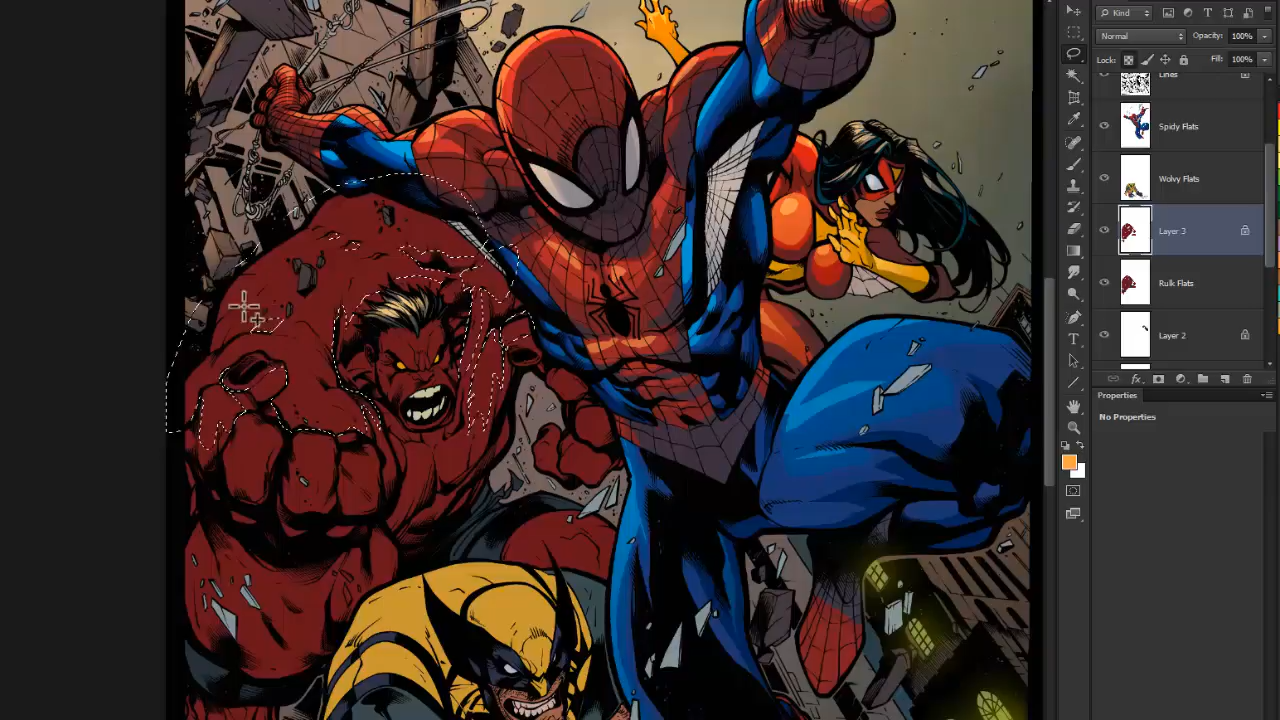 Kind
Normal
Opacity: 100%
Lock:
Fill: 100%
Lines
Spidy Flats
Wolvy Flats
Layer 3
Rulk Flats
Layer 2
fx
Properties
No Properties